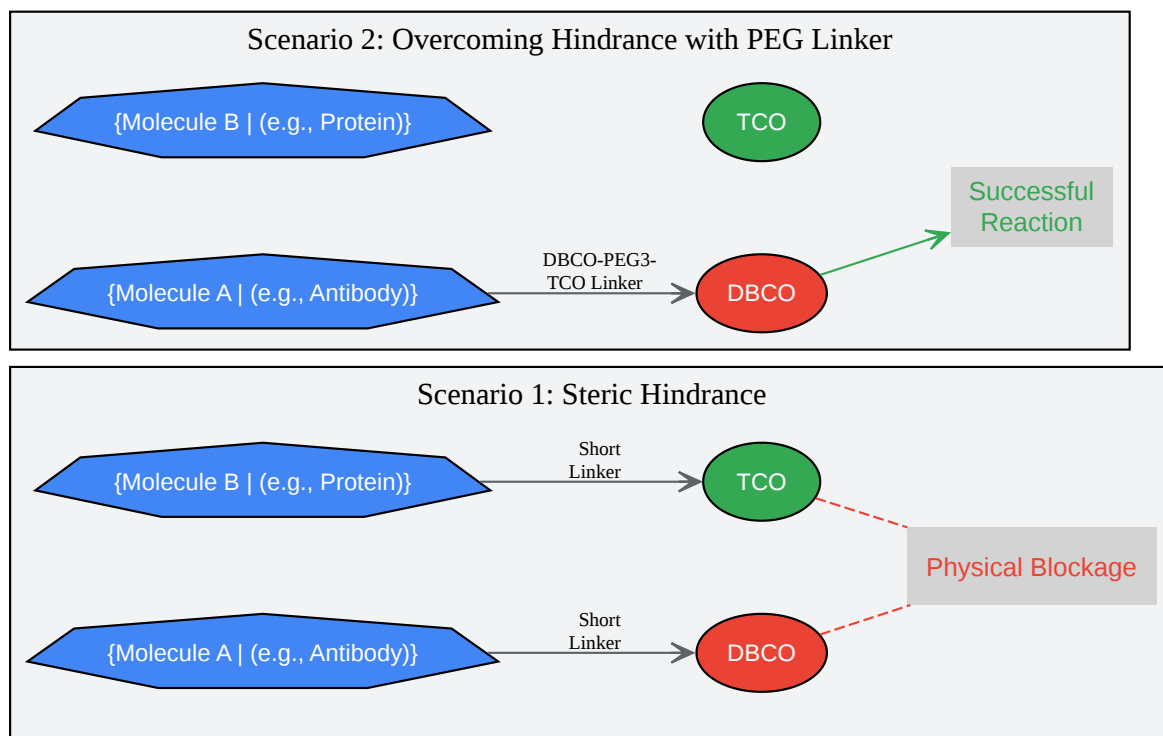 Scenario 2: Overcoming Hindrance with PEG Linker
{Molecule B | (e.g., Protein)}
TCO
Successful
Reaction
DBCO-PEG3-
TCO Linker
{Molecule A | (e.g., Antibody)}
DBCO
Scenario 1: Steric Hindrance
Short
Linker
{Molecule B | (e.g., Protein)}
TCO
Physical Blockage
Short
Linker
{Molecule A | (e.g., Antibody)}
DBCO